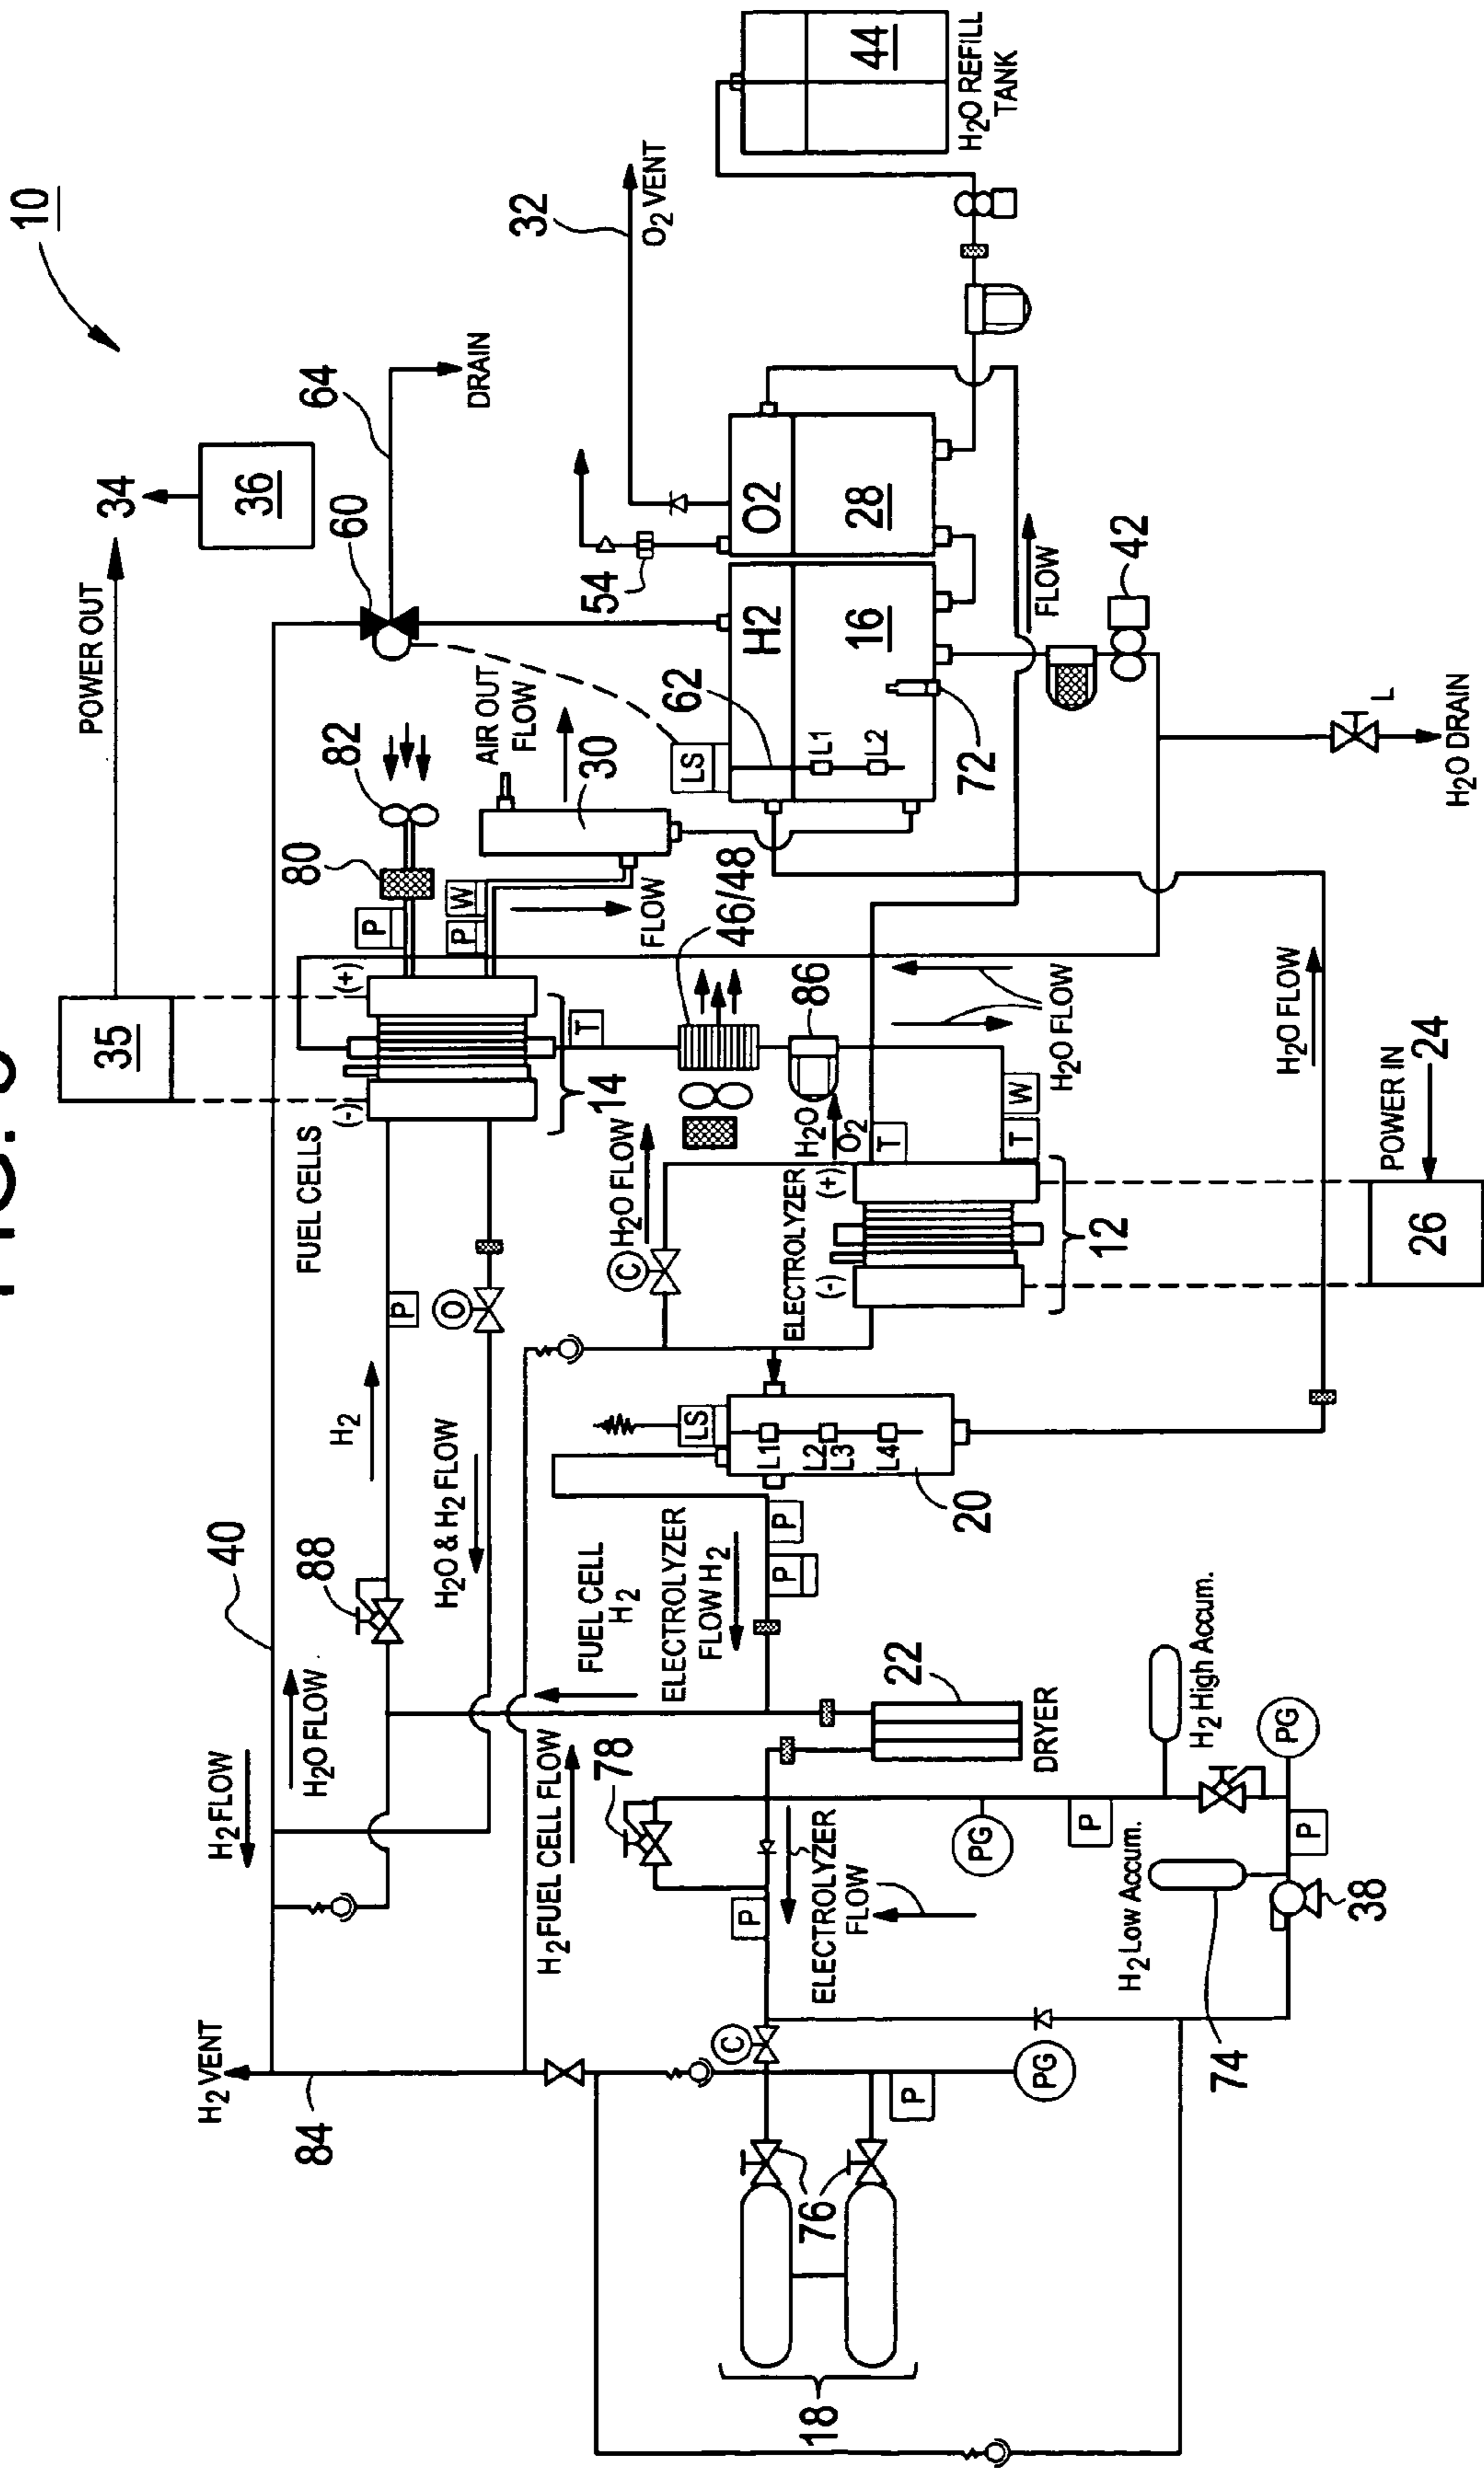 FIG.
10
POWER OUT
35
34
36
H2 VENT
84
H2 FLOW
40
H2O FLOW
88
H2
FUEL CELLS
(-)
(+)
P
O
H2O & H2 FLOW
14
T
80
82
P
P
W
FLOW
60
64
DRAIN
AIR OUT
FLOW
30
32
O2 VENT
54
H2 FUEL CELL FLOW
FUEL CELL
H2
ELECTROLYZER
FLOW H2
P
P
78
P
C
C
H2O FLOW
46/48
86
LS
62
L1
L2
H2
16
72
O2
28
44
H2O REFILL
TANK
FLOW
42
LS
L1
L2
L3
L4
20
ELECTROLYZER
(-)
(+)
H2O
O2
T
T
W
12
H2O FLOW
76
18
P
PG
ELECTROLYZER
FLOW
22
DRYER
PG
P
H2 Low Accum.
74
H2 High Accum.
38
P
PG
H2O FLOW
L
H2O DRAIN
POWER IN
24
26